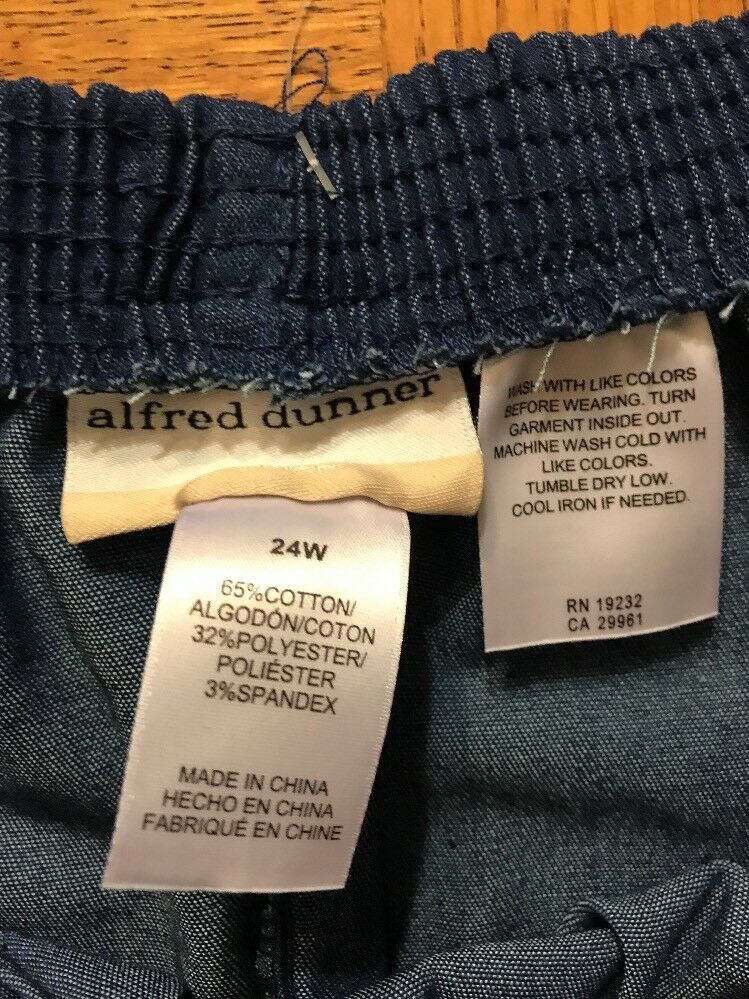 alfred dunner
24W
65%COTTON/
ALGODÓN/COTON
32%POLYESTER/
POLIÉSTER
3%SPANDEX
MADE IN CHINA
HECHO EN CHINA
FABRIQUÉ EN CHINE
WASH WITH LIKE COLORS
BEFORE WEARING. TURN
GARMENT INSIDE OUT.
MACHINE WASH COLD WITH
LIKE COLORS.
TUMBLE DRY LOW.
COOL IRON IF NEEDED.
RN 19232
CA 29961